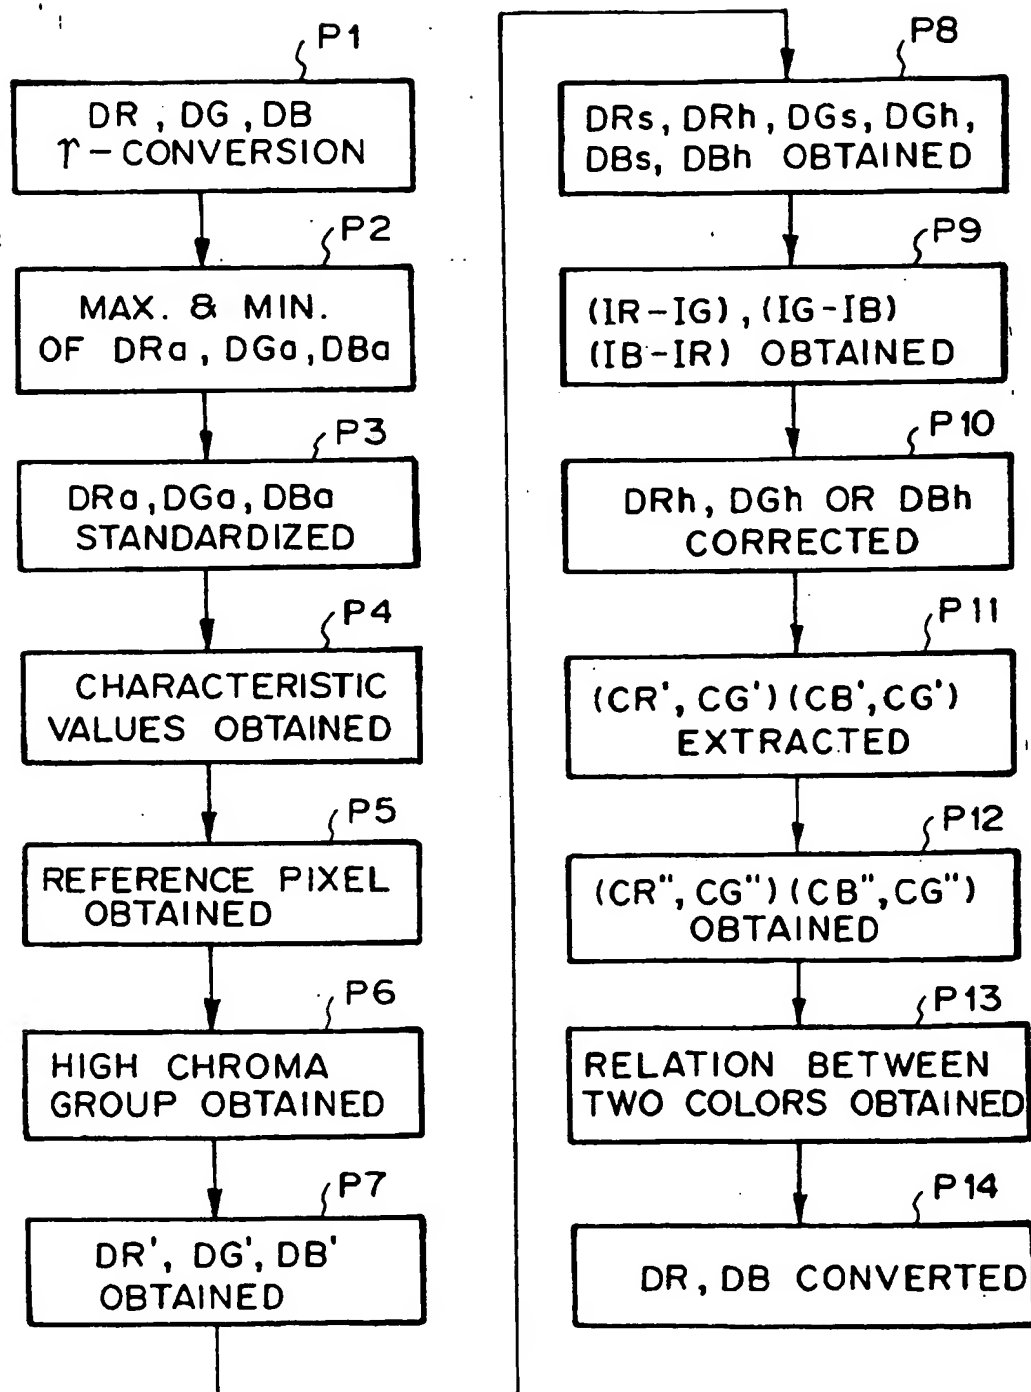 P1
DR, DG, DB
γ-CONVERSION
P2
MAX. & MIN.
OF DRa, DGa, DBa
P3
DRa, DGa, DBa
STANDARDIZED
P4
CHARACTERISTIC
VALUES OBTAINED
P5
REFERENCE PIXEL
OBTAINED
P6
HIGH CHROMA
GROUP OBTAINED
P7
DR', DG', DB'
OBTAINED
P8
DRs, DRh, DGs, DGh,
DBs, DBh OBTAINED
P9
(IR-IG), (IG-IB)
(IB-IR) OBTAINED
P10
DRh, DGh OR DBh
CORRECTED
P11
(CR', CG') (CB', CG')
EXTRACTED
P12
(CR", CG") (CB", CG")
OBTAINED
P13
RELATION BETWEEN
TWO COLORS OBTAINED
P14
DR, DB CONVERTED